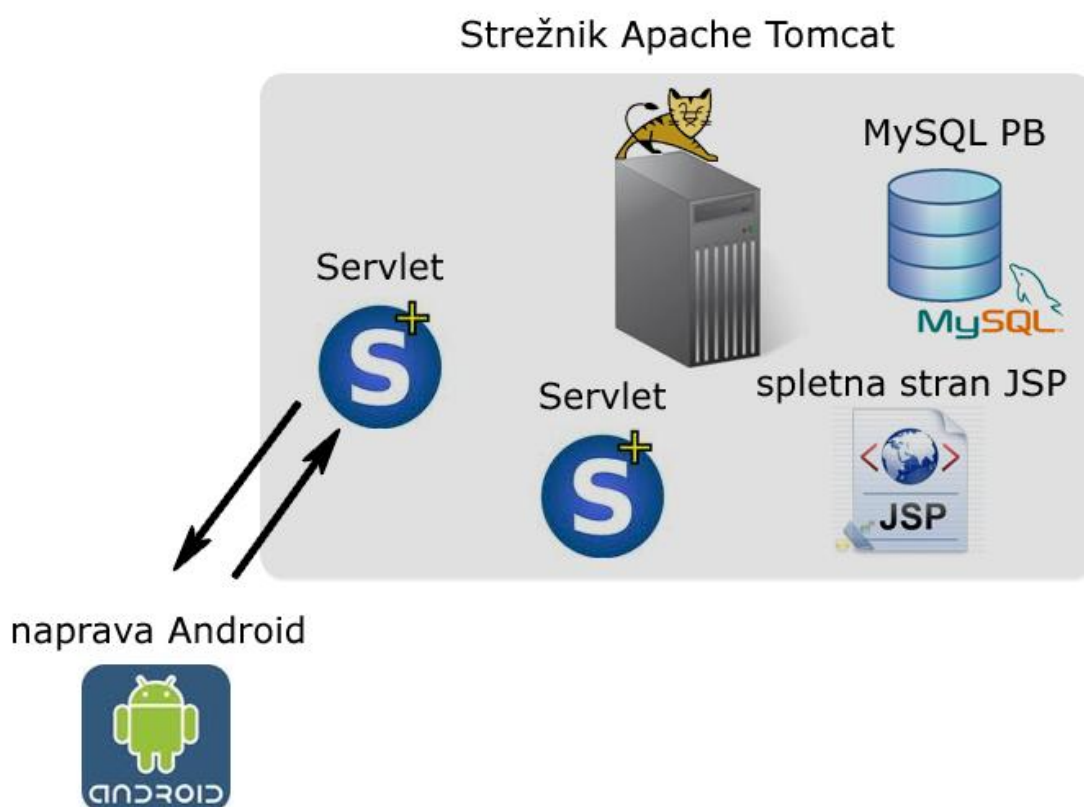 Strežnik Apache Tomcat
MySQL PB
MySQL
Servlet
S
Servlet
S
spletna stran JSP
JSP
naprava Android
ANDROID